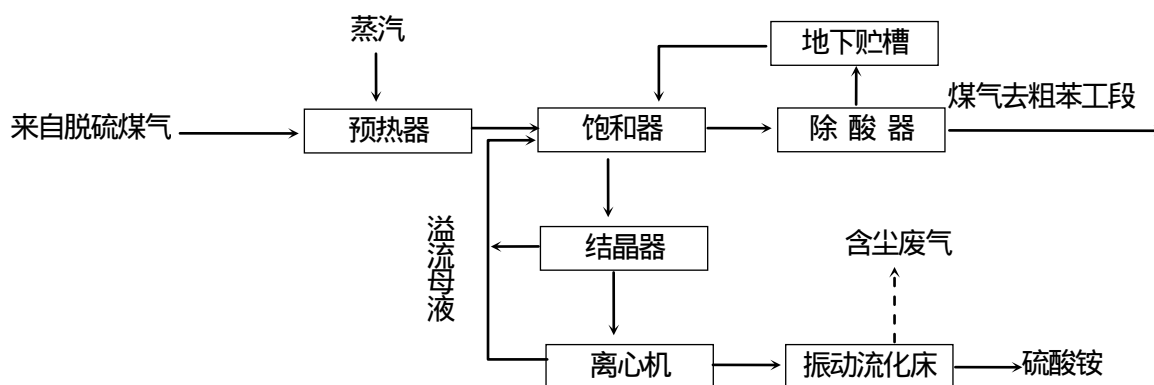 蒸汽
地下贮槽
煤气去粗苯工段
来自脱硫煤气
预热器
饱和器
除 酸 器
溢流母液
结晶器
含尘废气
离心机
振动流化床
硫酸铵